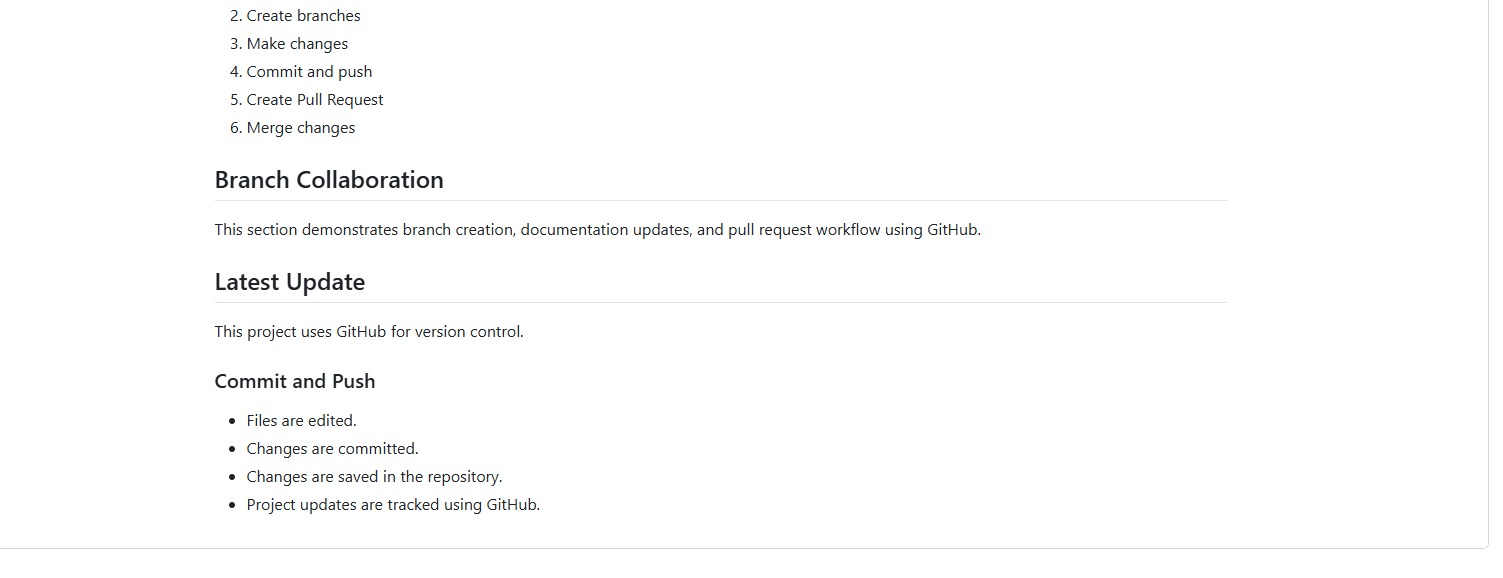 2. Create branches
3. Make changes
4. Commit and push
5. Create Pull Request
6. Merge changes
Branch Collaboration
This section demonstrates branch creation, documentation updates, and pull request workflow using GitHub.
Latest Update
This project uses GitHub for version control.
Commit and Push
• Files are edited.
• Changes are committed.
• Changes are saved in the repository.
• Project updates are tracked using GitHub.